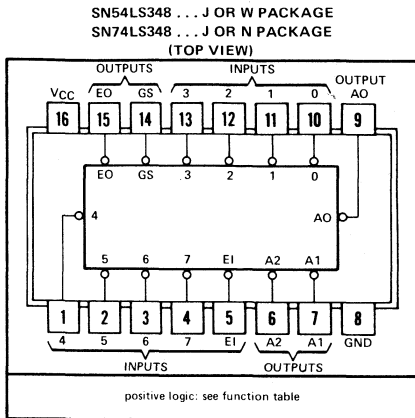 SN54LS348 ... J OR W PACKAGE
SN74LS348 ... J OR N PACKAGE
(TOP VIEW)
OUTPUTS INPUTS OUTPUT
VCC EO GS 3 2 1 0 AO
16 15 14 13 12 11 10 9
EO GS 3 2 1 0
4 AO
5 6 7 EI A2 A1
1 2 3 4 5 6 7 8
4 5 6 7 EI A2 A1 GND
INPUTS OUTPUTS
positive logic: see function table